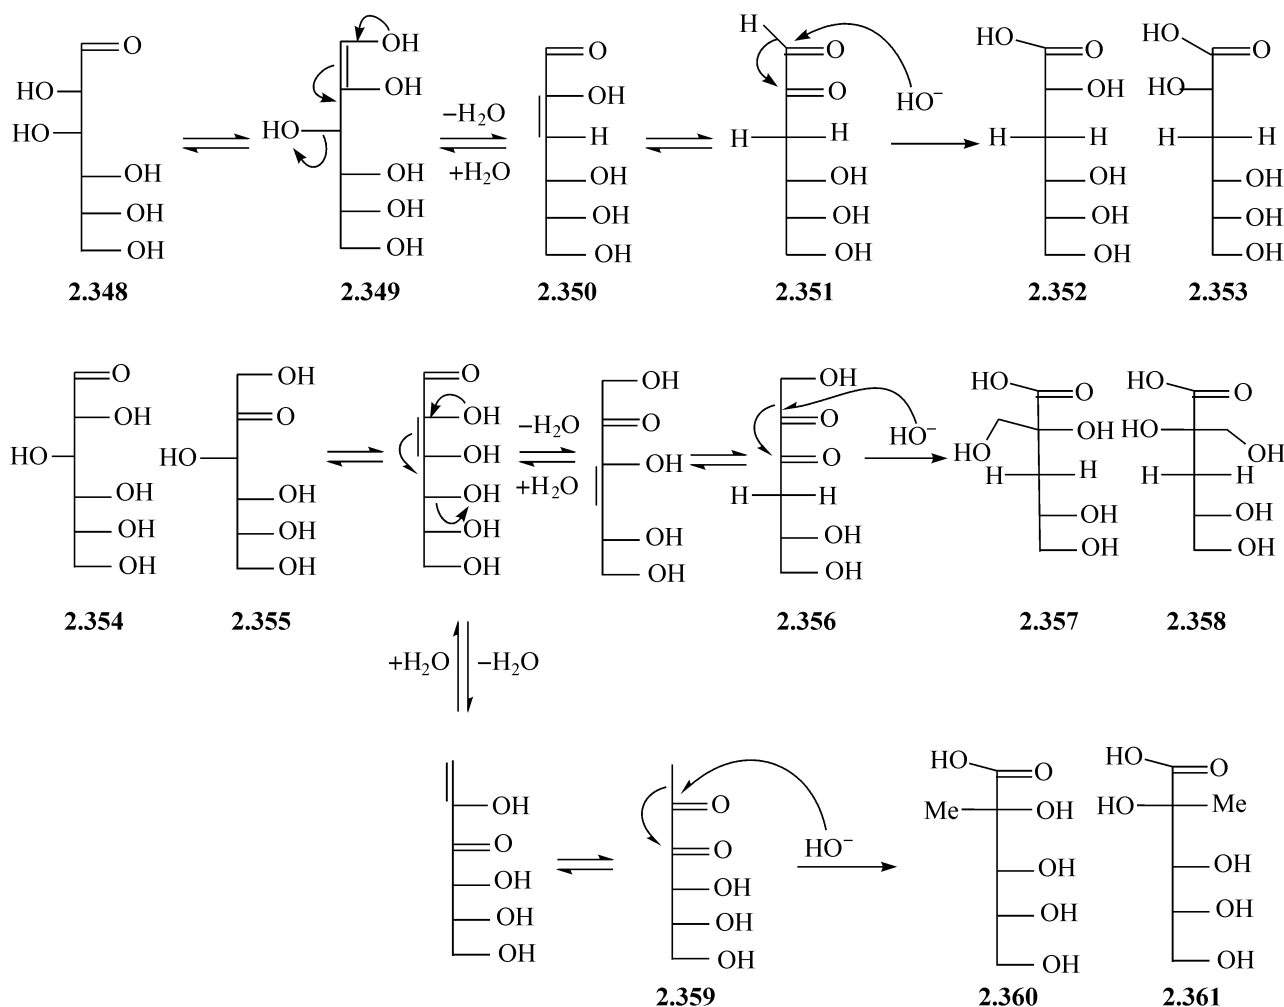 O HO HO OH OH OH
OH OH HO OH OH OH
−H₂O
+H₂O
O OH H OH OH OH
H O O H H OH OH OH
HO⁻
HO O OH H H OH OH OH
HO O HO H H OH OH OH
2.348 2.349 2.350 2.351 2.352 2.353
O OH HO OH OH OH
OH O HO OH OH OH
O OH OH OH OH OH
−H₂O
+H₂O
OH O OH OH OH
OH O O H H OH OH
HO⁻
HO O OH HO H H OH OH
HO O HO OH H H OH OH
2.354 2.355 2.356 2.357 2.358
+H₂O −H₂O
OH O OH OH OH
O O OH OH OH
HO⁻
HO O Me OH OH OH OH
HO O HO Me OH OH OH
2.359 2.360 2.361